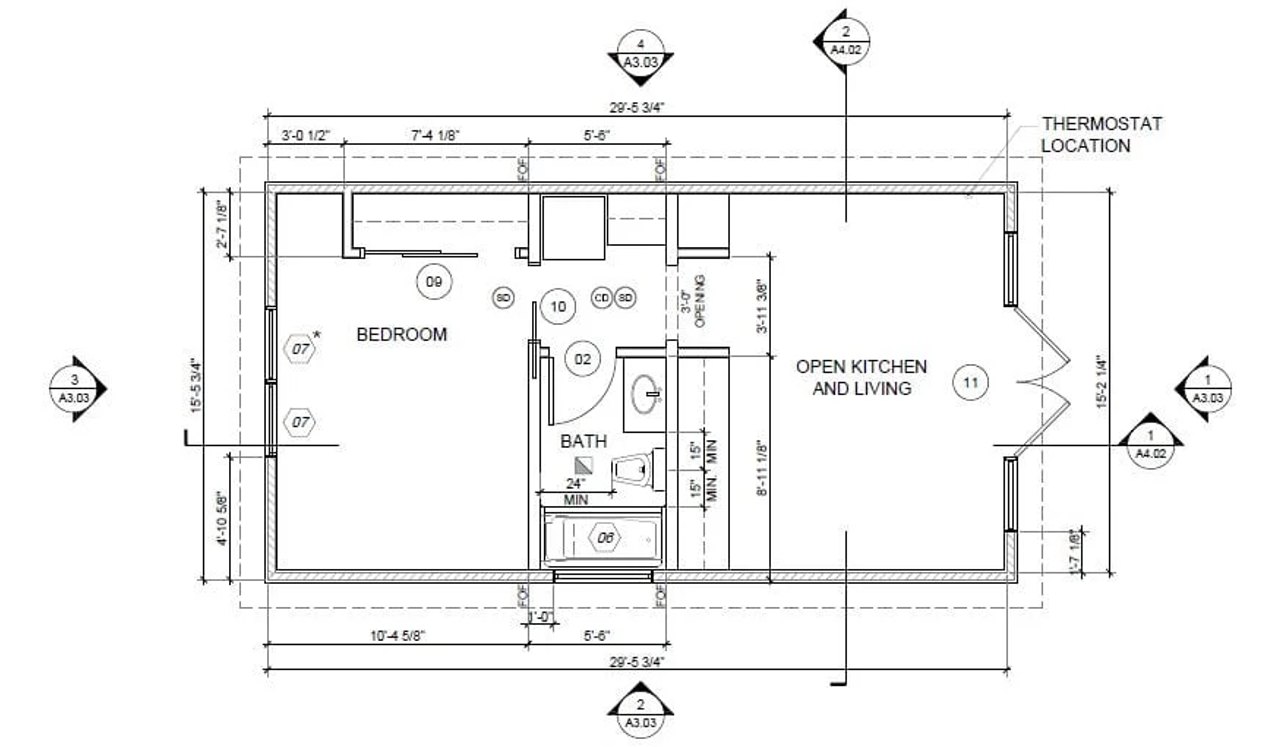 2
A4.02
4
A3.03
29'-5 3/4"
THERMOSTAT
LOCATION
3'-0 1/2"
7'-4 1/8"
5'-6"
FOF
FOF
2'-7 1/8"
09
SD
10
CD
SD
3'-0"
OPENING
3'-11 3/8"
BEDROOM
07
*
02
OPEN KITCHEN
AND LIVING
11
3
A3.03
15'-5 3/4"
15'-2 1/4"
1
A3.03
07
BATH
15"
MIN
1
A4.02
24"
MIN
15"
MIN.
8'-11 1/8"
4'-10 5/8"
06
1'-7 1/8"
FOF
FOF
1'-0"
10'-4 5/8"
5'-6"
29'-5 3/4"
2
A3.03